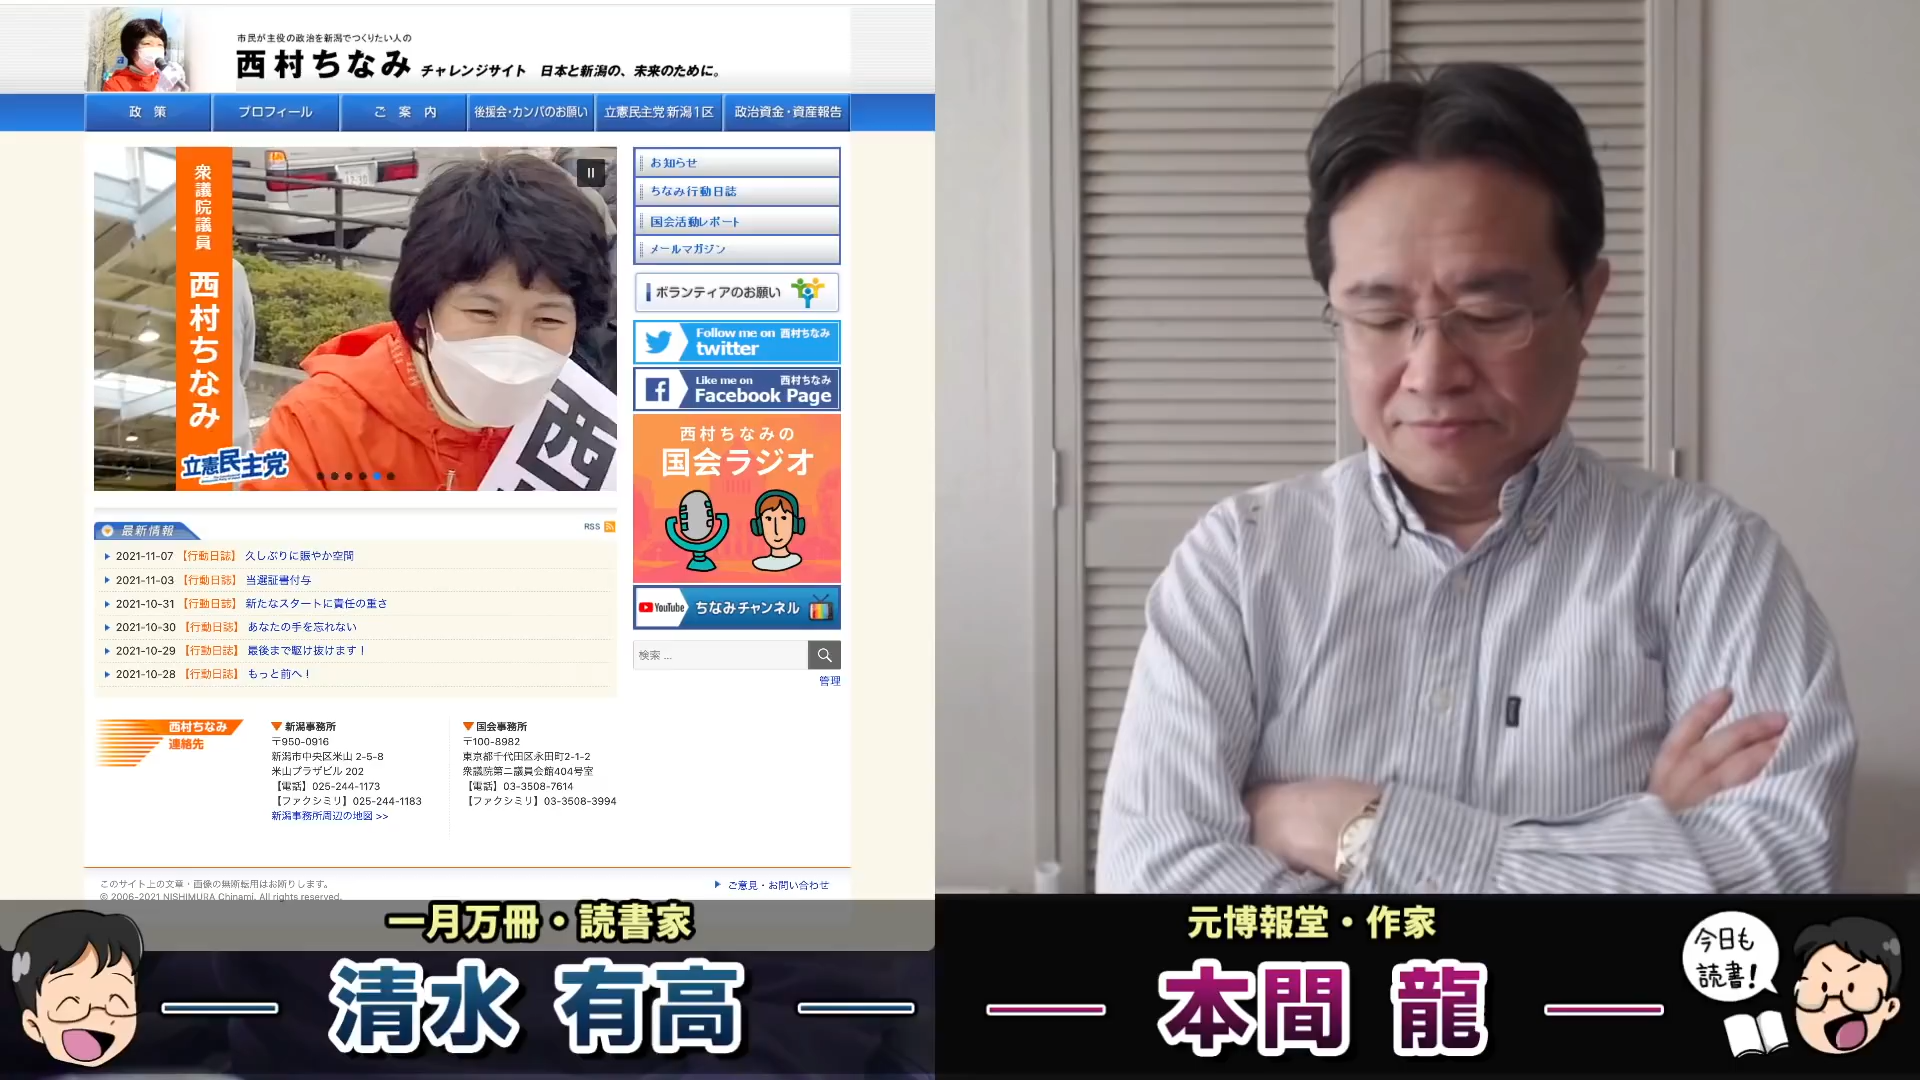 市民が主役の政治を新潟でつくりたい人の
西村ちなみ チャレンジサイト 日本と新潟の、未来のために。
政 策
プロフィール
ご 案 内
後援会・カンパのお願い
立憲民主党 新潟1区
政治資金・資産報告
衆議院議員 西村ちなみ
立憲民主党
西
お知らせ
ちなみ行動日誌
国会活動レポート
メールマガジン
ボランティアのお願い
Follow me on 西村ちなみ
twitter
Like me on 西村ちなみ
Facebook Page
西村ちなみの
国会ラジオ
YouTube ちなみチャンネル
検索 ...
管理
最新情報
RSS
2021-11-07 【行動日誌】 久しぶりに賑やか空間
2021-11-03 【行動日誌】 当選証書付与
2021-10-31 【行動日誌】 新たなスタートに責任の重さ
2021-10-30 【行動日誌】 あなたの手を忘れない
2021-10-29 【行動日誌】 最後まで駆け抜けます！
2021-10-28 【行動日誌】 もっと前へ！
西村ちなみ
連絡先
▼新潟事務所
〒950-0916
新潟市中央区米山 2-5-8
米山プラザビル 202
【電話】025-244-1173
【ファクシミリ】025-244-1183
新潟事務所周辺の地図 >>
▼国会事務所
〒100-8982
東京都千代田区永田町2-1-2
衆議院第二議員会館404号室
【電話】03-3508-7614
【ファクシミリ】03-3508-3994
このサイト上の文章・画像の無断転用はお断りします。
© 2006-2021 NISHIMURA Chinami. All rights reserved.
ご意見・お問い合わせ
一月万冊・読書家
清水 有高
元博報堂・作家
本間 龍
今日も
読書！